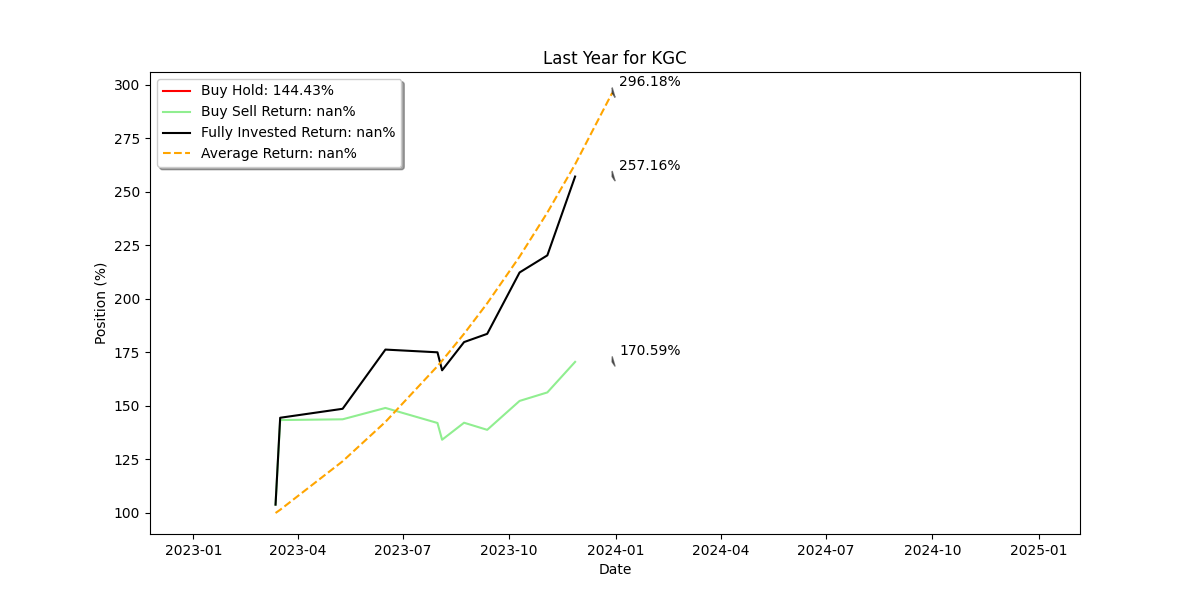 Last Year for KGC
Buy Hold: 144.43%
Buy Sell Return: nan%
Fully Invested Return: nan%
Average Return: nan%
296.18%
257.16%
170.59%
Position (%)
300
275
250
225
200
175
150
125
100
2023-01 2023-04 2023-07 2023-10 2024-01 2024-04 2024-07 2024-10 2025-01
Date